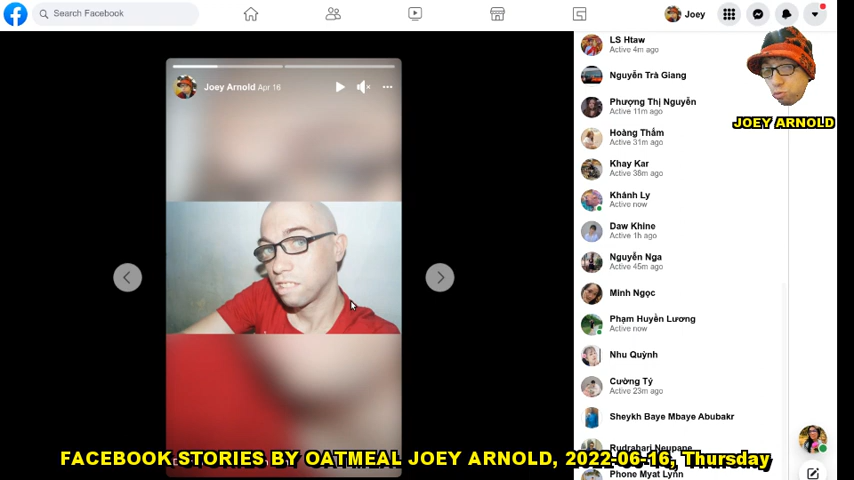 Search Facebook
Joey
Joey Arnold Apr 16
LS Htaw
Active 4m ago
Nguyễn Trà Giang
Phượng Thị Nguyễn
Active 11m ago
Hoàng Thắm
Active 31m ago
Khay Kar
Active 38m ago
Khánh Ly
Active now
Daw Khine
Active 1h ago
Nguyễn Nga
Active 45m ago
Minh Ngọc
Phạm Huyền Lương
Active now
Nhu Quỳnh
Cường Tý
Active 23m ago
Sheykh Baye Mbaye Abubakr
Rudrahari Neupane
Phone Myat Lynn
JOEY ARNOLD
FACEBOOK STORIES BY OATMEAL JOEY ARNOLD, 2022-06-16, Thursday